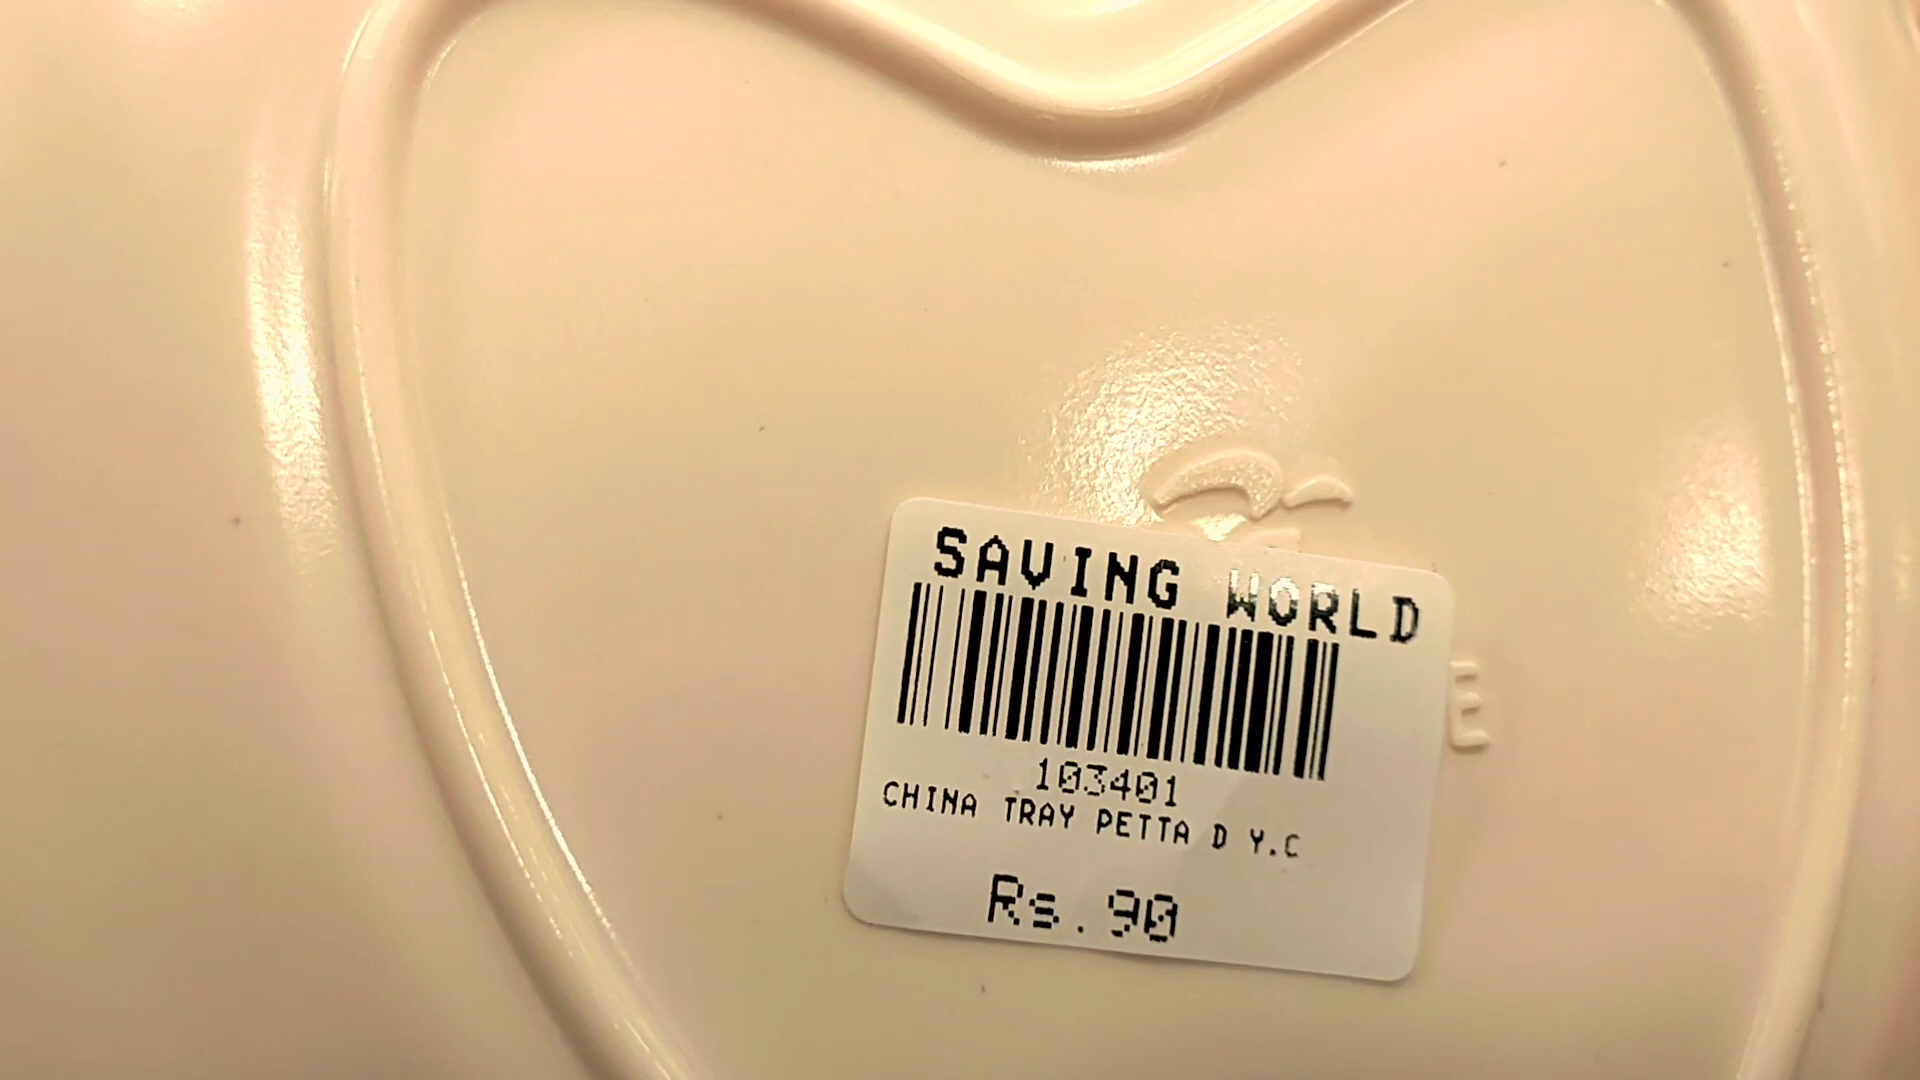 SAVING WORLD
103401
CHINA TRAY PETTA D Y.C
Rs.90
E